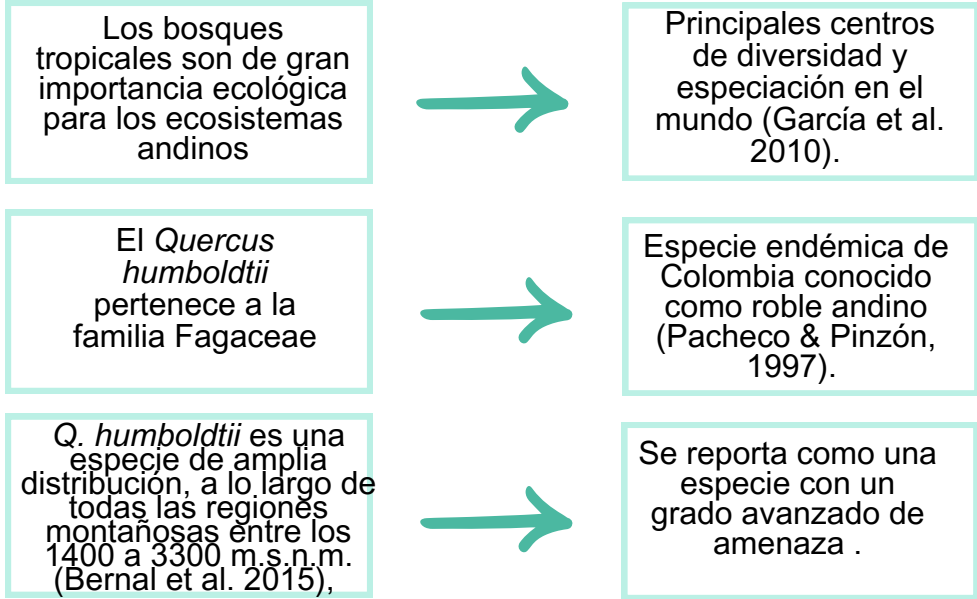 Los bosques
tropicales son de gran
importancia ecológica
para los ecosistemas
andinos
Principales centros
de diversidad y
especiación en el
mundo (García et al.
2010).
El Quercus
humboldtii
pertenece a la
familia Fagaceae
Especie endémica de
Colombia conocido
como roble andino
(Pacheco & Pinzón,
1997).
Q. humboldtii es una
especie de amplia
distribución, a lo largo de
todas las regiones
montañosas entre los
1400 a 3300 m.s.n.m.
(Bernal et al. 2015),
Se reporta como una
especie con un
grado avanzado de
amenaza .